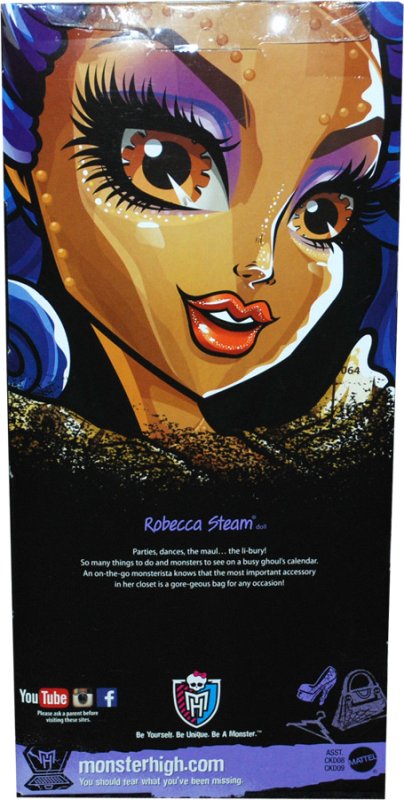 064
Robecca Steam® doll
Parties, dances, the maul... the li-bury!
So many things to do and monsters to see on a busy ghoul's calendar.
An on-the-go monsterista knows that the most important accessory
in her closet is a gore-geous bag for any occasion!
YouTube f
Please ask a parent before
visiting these sites.
Be Yourself. Be Unique. Be A Monster.™
monsterhigh.com
You should fear what you've been missing.
ASST.
CKD08
CKD09
MATTEL